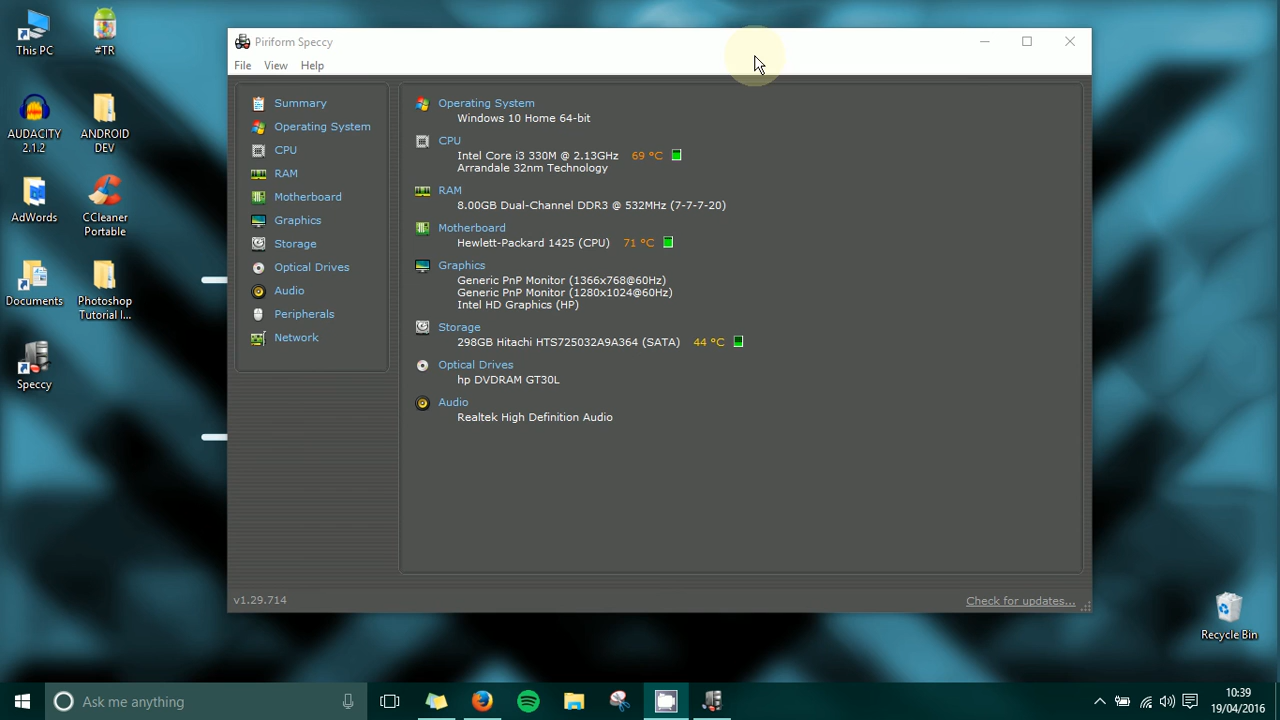 This PC
#TR
AUDACITY
2.1.2
ANDROID
DEV
AdWords
CCleaner
Portable
Documents
Photoshop
Tutorial I...
Speccy
Piriform Speccy
File View Help
Summary
Operating System
CPU
RAM
Motherboard
Graphics
Storage
Optical Drives
Audio
Peripherals
Network
Operating System
Windows 10 Home 64-bit
CPU
Intel Core i3 330M @ 2.13GHz 69 °C
Arrandale 32nm Technology
RAM
8.00GB Dual-Channel DDR3 @ 532MHz (7-7-7-20)
Motherboard
Hewlett-Packard 1425 (CPU) 71 °C
Graphics
Generic PnP Monitor (1366x768@60Hz)
Generic PnP Monitor (1280x1024@60Hz)
Intel HD Graphics (HP)
Storage
298GB Hitachi HTS725032A9A364 (SATA) 44 °C
Optical Drives
hp DVDRAM GT30L
Audio
Realtek High Definition Audio
v1.29.714
Check for updates...
Recycle Bin
Ask me anything
10:39
19/04/2016